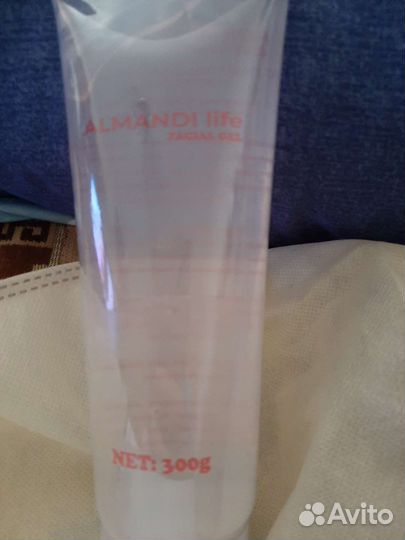 ALMANDI life
FACIAL GEL
NET: 300g
Avito